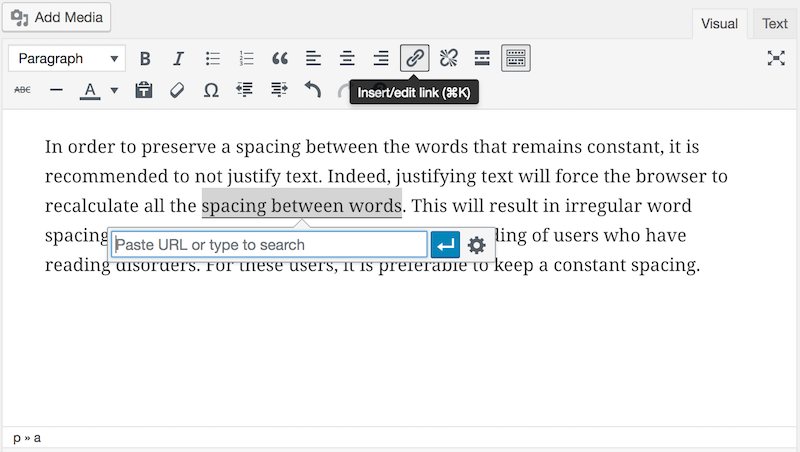 Add Media
Visual Text
Paragraph B I
ABC A Ω
Insert/edit link (⌘K)
In order to preserve a spacing between the words that remains constant, it is
recommended to not justify text. Indeed, justifying text will force the browser to
recalculate all the spacing between words. This will result in irregular word
spacing ding of users who have
Paste URL or type to search
reading disorders. For these users, it is preferable to keep a constant spacing.
p » a